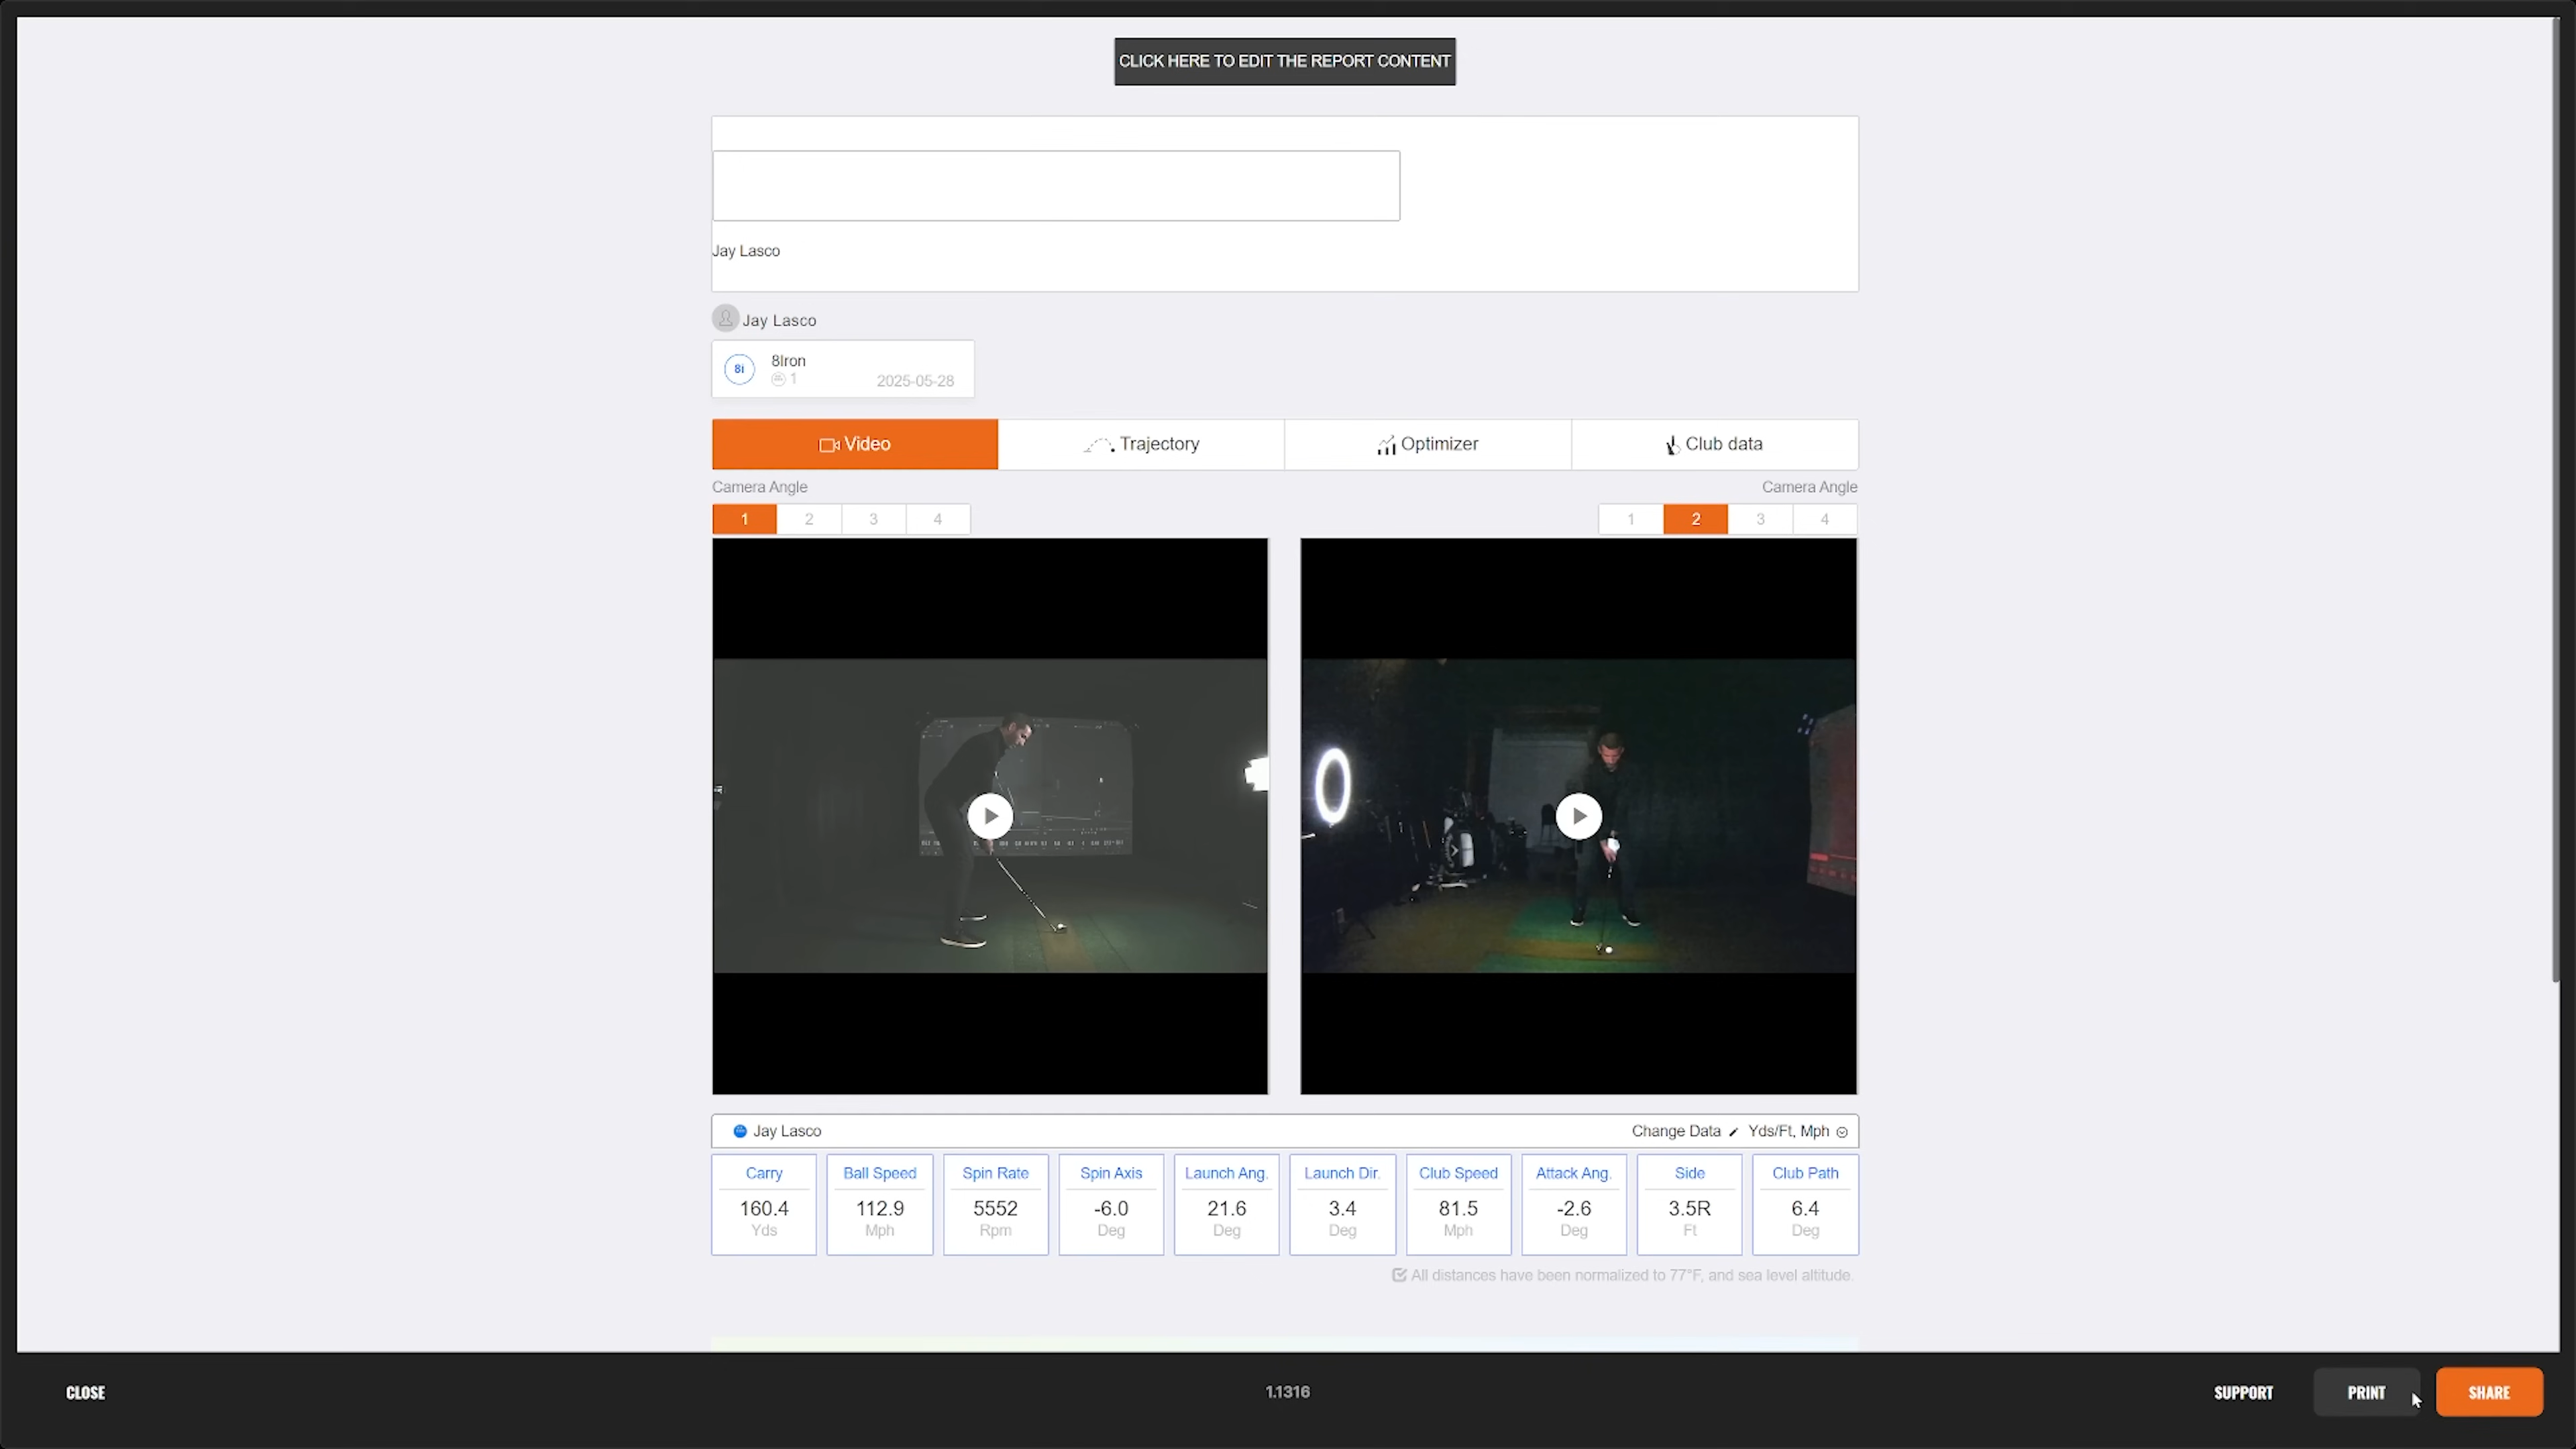 CLICK HERE TO EDIT THE REPORT CONTENT
Jay Lasco
Jay Lasco
8i
8Iron
1
2025-05-28
Video
Trajectory
Optimizer
Club data
Camera Angle
Camera Angle
1 2 3 4
1 2 3 4
Jay Lasco
Change Data
Yds/Ft, Mph
Carry Ball Speed Spin Rate Spin Axis Launch Ang. Launch Dir. Club Speed Attack Ang. Side Club Path
160.4 112.9 5552 -6.0 21.6 3.4 81.5 -2.6 3.5R 6.4
Yds Mph Rpm Deg Deg Deg Mph Deg Ft Deg
All distances have been normalized to 77°F, and sea level altitude.
CLOSE
1.1316
SUPPORT
PRINT
SHARE